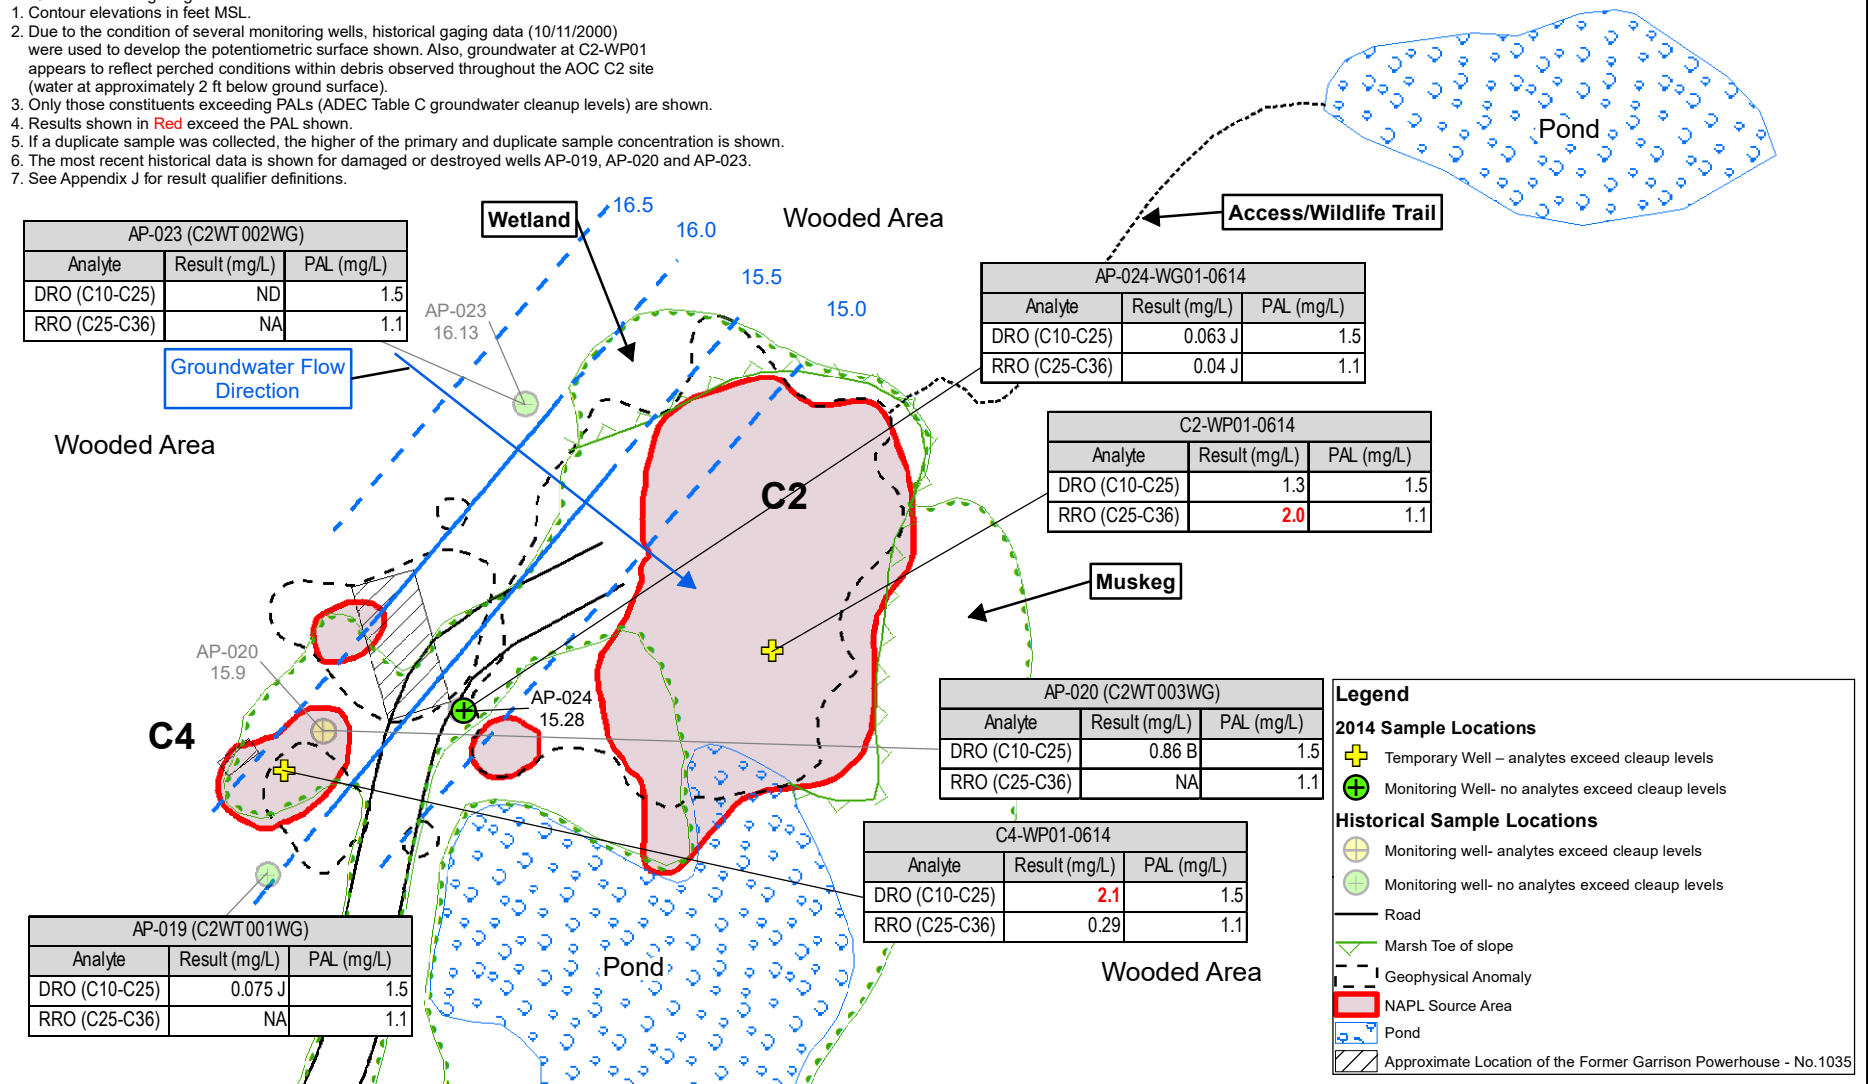 1. Contour elevations in feet MSL.
2. Due to the condition of several monitoring wells, historical gaging data (10/11/2000)
were used to develop the potentiometric surface shown. Also, groundwater at C2-WP01
appears to reflect perched conditions within debris observed throughout the AOC C2 site
(water at approximately 2 ft below ground surface).
3. Only those constituents exceeding PALs (ADEC Table C groundwater cleanup levels) are shown.
4. Results shown in Red exceed the PAL shown.
5. If a duplicate sample was collected, the higher of the primary and duplicate sample concentration is shown.
6. The most recent historical data is shown for damaged or destroyed wells AP-019, AP-020 and AP-023.
7. See Appendix J for result qualifier definitions.
Pond
Access/Wildlife Trail
Wetland
Wooded Area
16.5
16.0
15.5
15.0
AP-023 (C2WT002WG)
Analyte Result (mg/L) PAL (mg/L)
DRO (C10-C25) ND 1.5
RRO (C25-C36) NA 1.1
AP-023
16.13
Groundwater Flow
Direction
Wooded Area
AP-024-WG01-0614
Analyte Result (mg/L) PAL (mg/L)
DRO (C10-C25) 0.063 J 1.5
RRO (C25-C36) 0.04 J 1.1
C2-WP01-0614
Analyte Result (mg/L) PAL (mg/L)
DRO (C10-C25) 1.3 1.5
RRO (C25-C36) 2.0 1.1
C2
Muskeg
AP-020
15.9
C4
AP-024
15.28
AP-020 (C2WT003WG)
Analyte Result (mg/L) PAL (mg/L)
DRO (C10-C25) 0.86 B 1.5
RRO (C25-C36) NA 1.1
C4-WP01-0614
Analyte Result (mg/L) PAL (mg/L)
DRO (C10-C25) 2.1 1.5
RRO (C25-C36) 0.29 1.1
AP-019 (C2WT001WG)
Analyte Result (mg/L) PAL (mg/L)
DRO (C10-C25) 0.075 J 1.5
RRO (C25-C36) NA 1.1
Pond
Wooded Area
Legend
2014 Sample Locations
Temporary Well – analytes exceed cleaup levels
Monitoring Well- no analytes exceed cleaup levels
Historical Sample Locations
Monitoring well- analytes exceed cleaup levels
Monitoring well- no analytes exceed cleaup levels
Road
Marsh Toe of slope
Geophysical Anomaly
NAPL Source Area
Pond
Approximate Location of the Former Garrison Powerhouse - No.1035